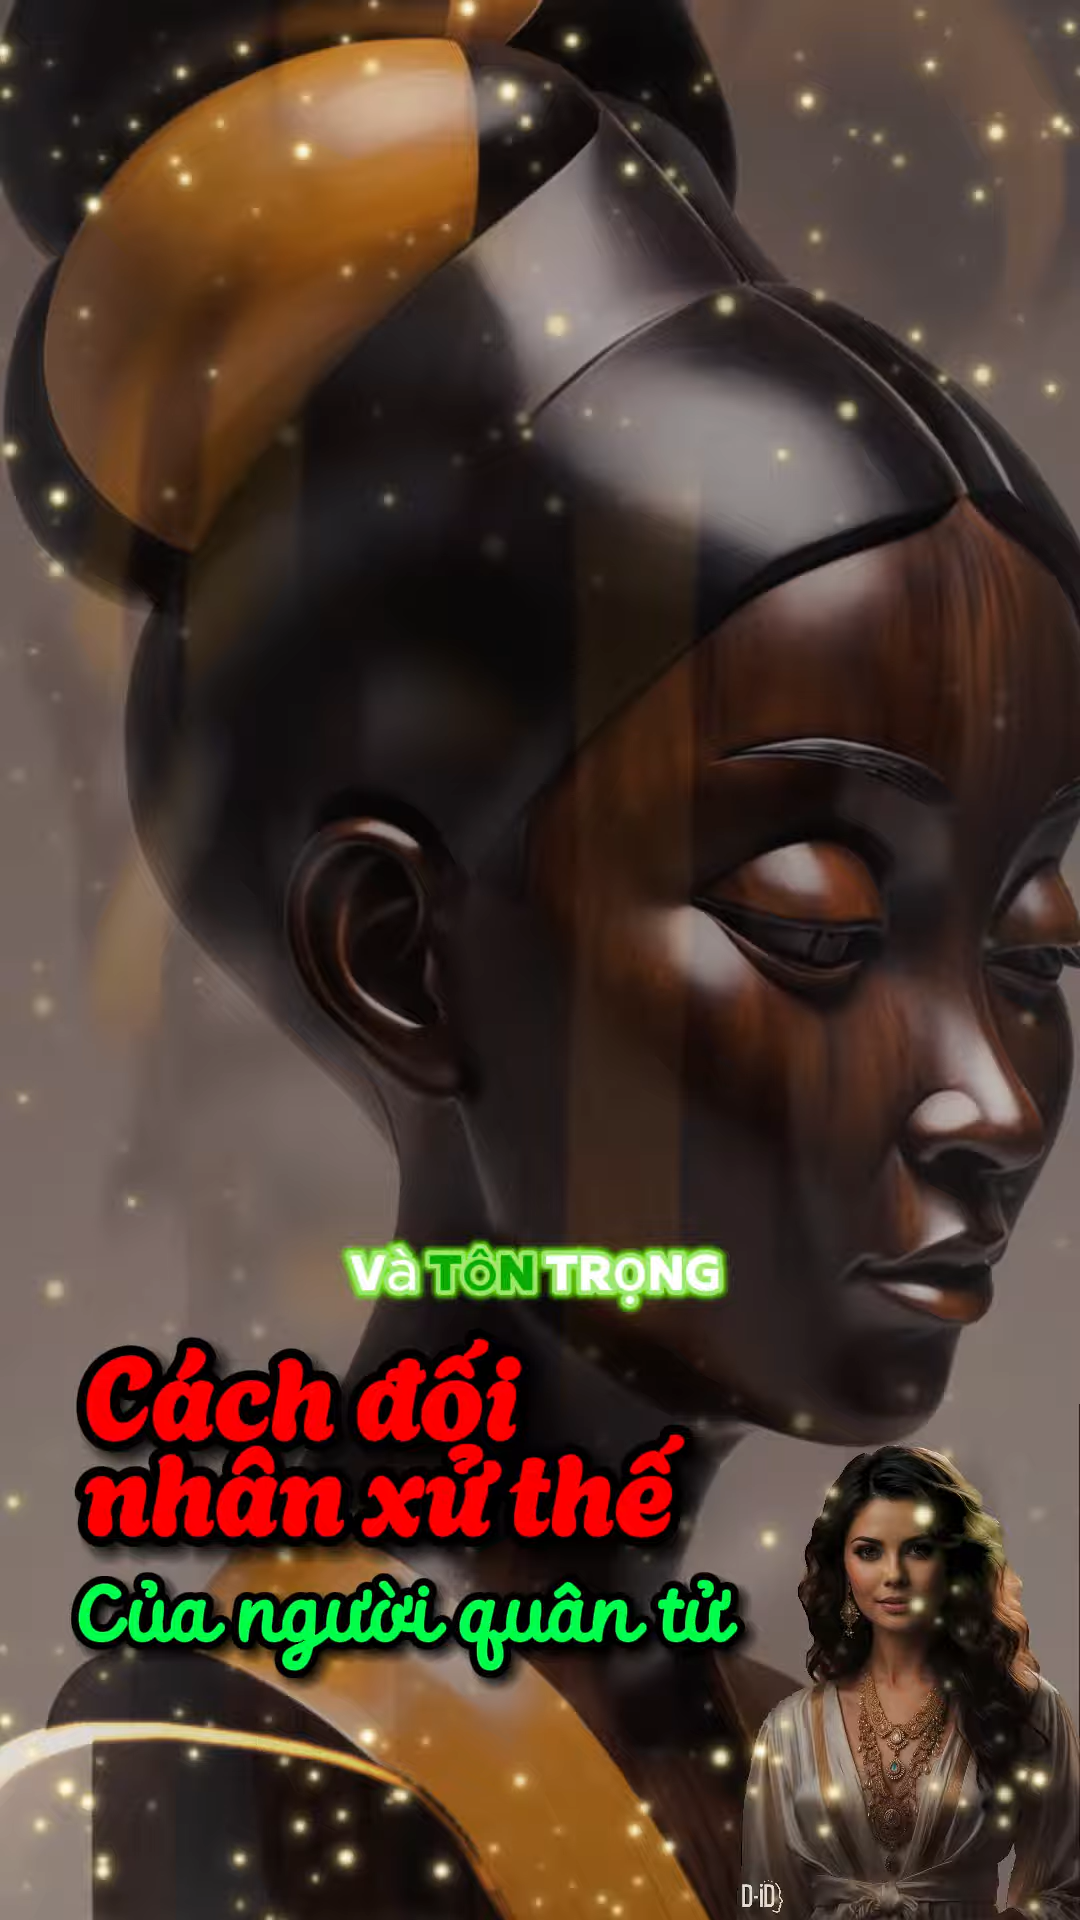 Và TÔN TRỌNG
Cách đối
nhân xử thế
Của người quân tử
D-iD